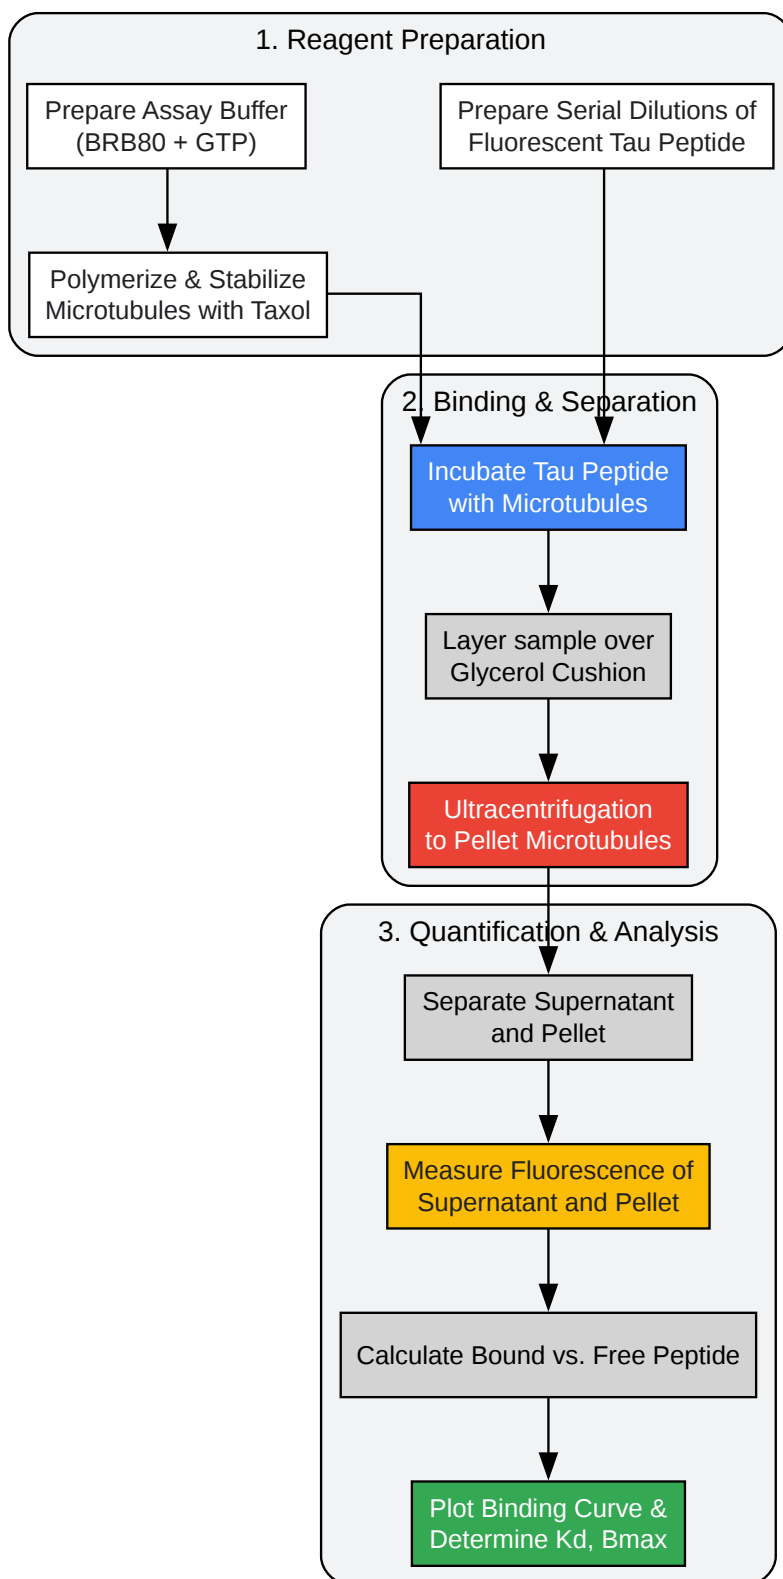 1. Reagent Preparation
Prepare Assay Buffer
(BRB80 + GTP)
Prepare Serial Dilutions of
Fluorescent Tau Peptide
Polymerize & Stabilize
Microtubules with Taxol
2. Binding & Separation
Incubate Tau Peptide
with Microtubules
Layer sample over
Glycerol Cushion
Ultracentrifugation
to Pellet Microtubules
3. Quantification & Analysis
Separate Supernatant
and Pellet
Measure Fluorescence of
Supernatant and Pellet
Calculate Bound vs. Free Peptide
Plot Binding Curve &
Determine Kd, Bmax